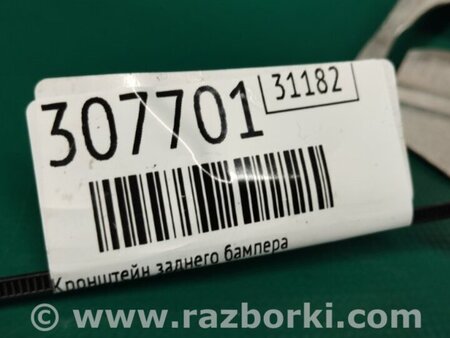 307701
31182
Кронштейн заднего бампера
© www.razborki.com